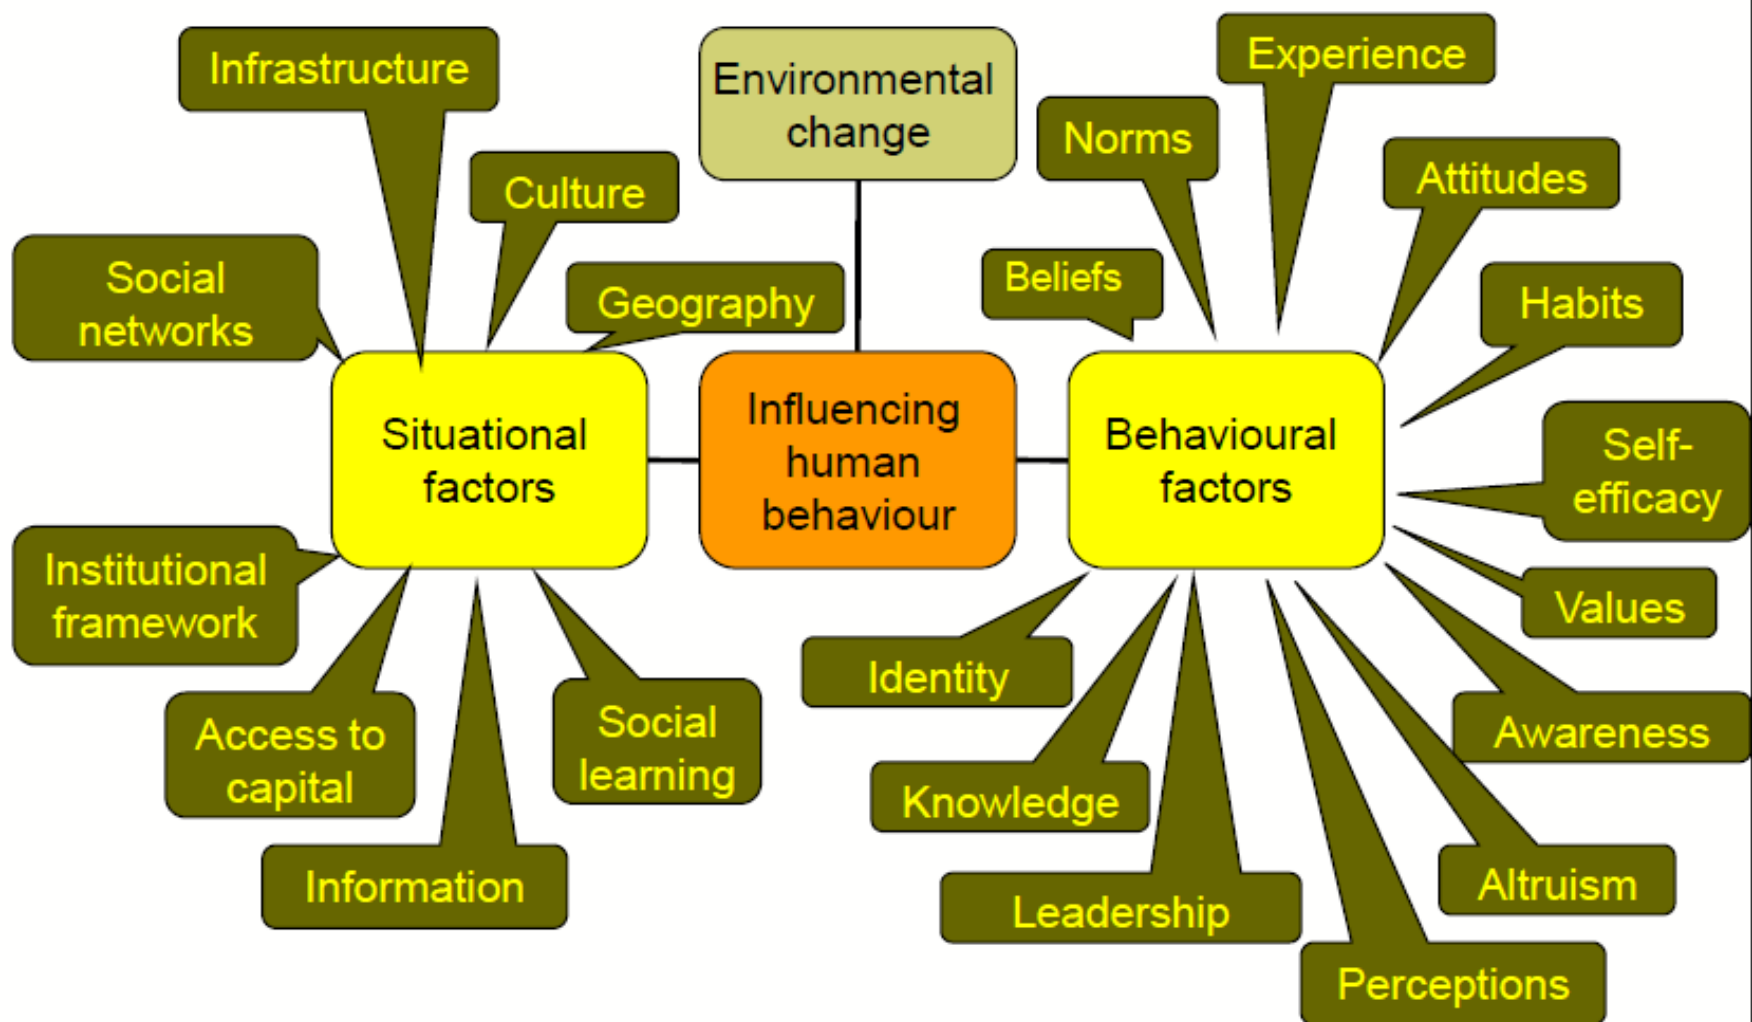 Infrastructure
Environmental
change
Experience
Norms
Attitudes
Culture
Beliefs
Social
networks
Geography
Habits
Situational
factors
Influencing
human
behaviour
Behavioural
factors
Self-
efficacy
Institutional
framework
Values
Identity
Access to
capital
Social
learning
Awareness
Knowledge
Information
Leadership
Altruism
Perceptions